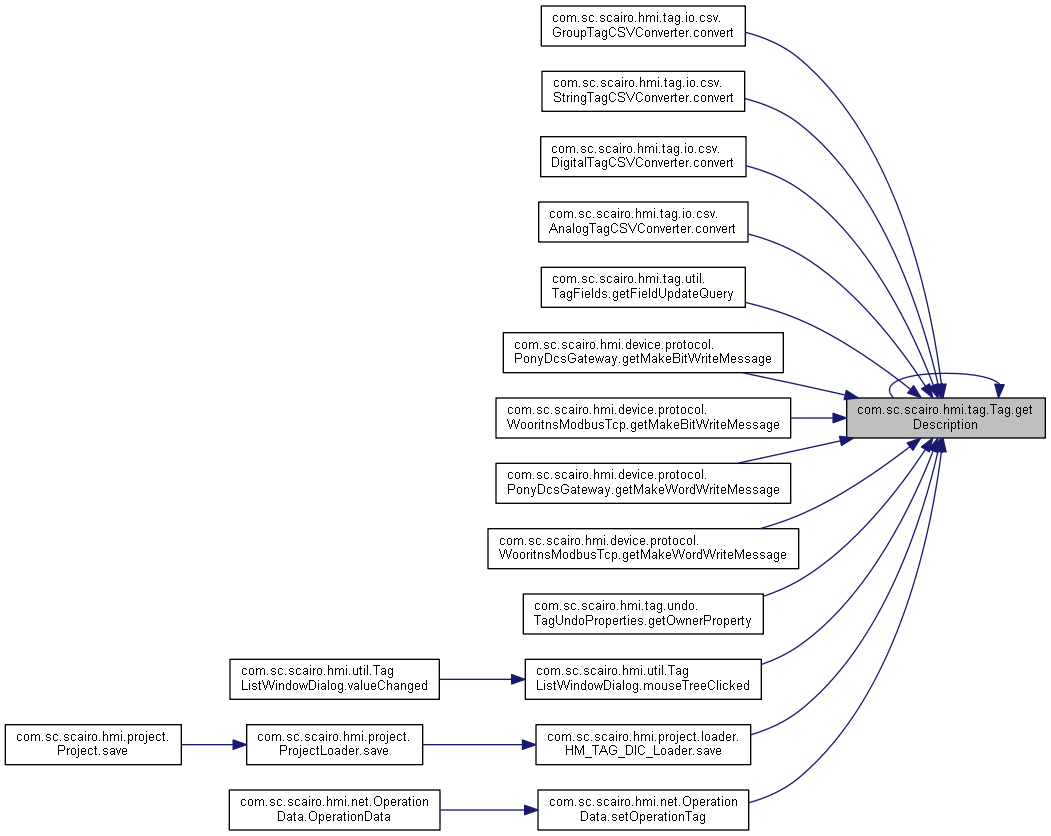 com.sc.scairo.hmi.tag.io.csv.
GroupTagCSVConverter.convert
com.sc.scairo.hmi.tag.io.csv.
StringTagCSVConverter.convert
com.sc.scairo.hmi.tag.io.csv.
DigitalTagCSVConverter.convert
com.sc.scairo.hmi.tag.io.csv.
AnalogTagCSVConverter.convert
com.sc.scairo.hmi.tag.util.
TagFields.getFieldUpdateQuery
com.sc.scairo.hmi.device.protocol.
PonyDcsGateway.getMakeBitWriteMessage
com.sc.scairo.hmi.tag.Tag.get
Description
com.sc.scairo.hmi.device.protocol.
WooritnsModbusTcp.getMakeBitWriteMessage
com.sc.scairo.hmi.device.protocol.
PonyDcsGateway.getMakeWordWriteMessage
com.sc.scairo.hmi.device.protocol.
WooritnsModbusTcp.getMakeWordWriteMessage
com.sc.scairo.hmi.tag.undo.
TagUndoProperties.getOwnerProperty
com.sc.scairo.hmi.util.Tag
ListWindowDialog.valueChanged
com.sc.scairo.hmi.util.Tag
ListWindowDialog.mouseTreeClicked
com.sc.scairo.hmi.project.
Project.save
com.sc.scairo.hmi.project.
ProjectLoader.save
com.sc.scairo.hmi.project.loader.
HM_TAG_DIC_Loader.save
com.sc.scairo.hmi.net.Operation
Data.OperationData
com.sc.scairo.hmi.net.Operation
Data.setOperationTag